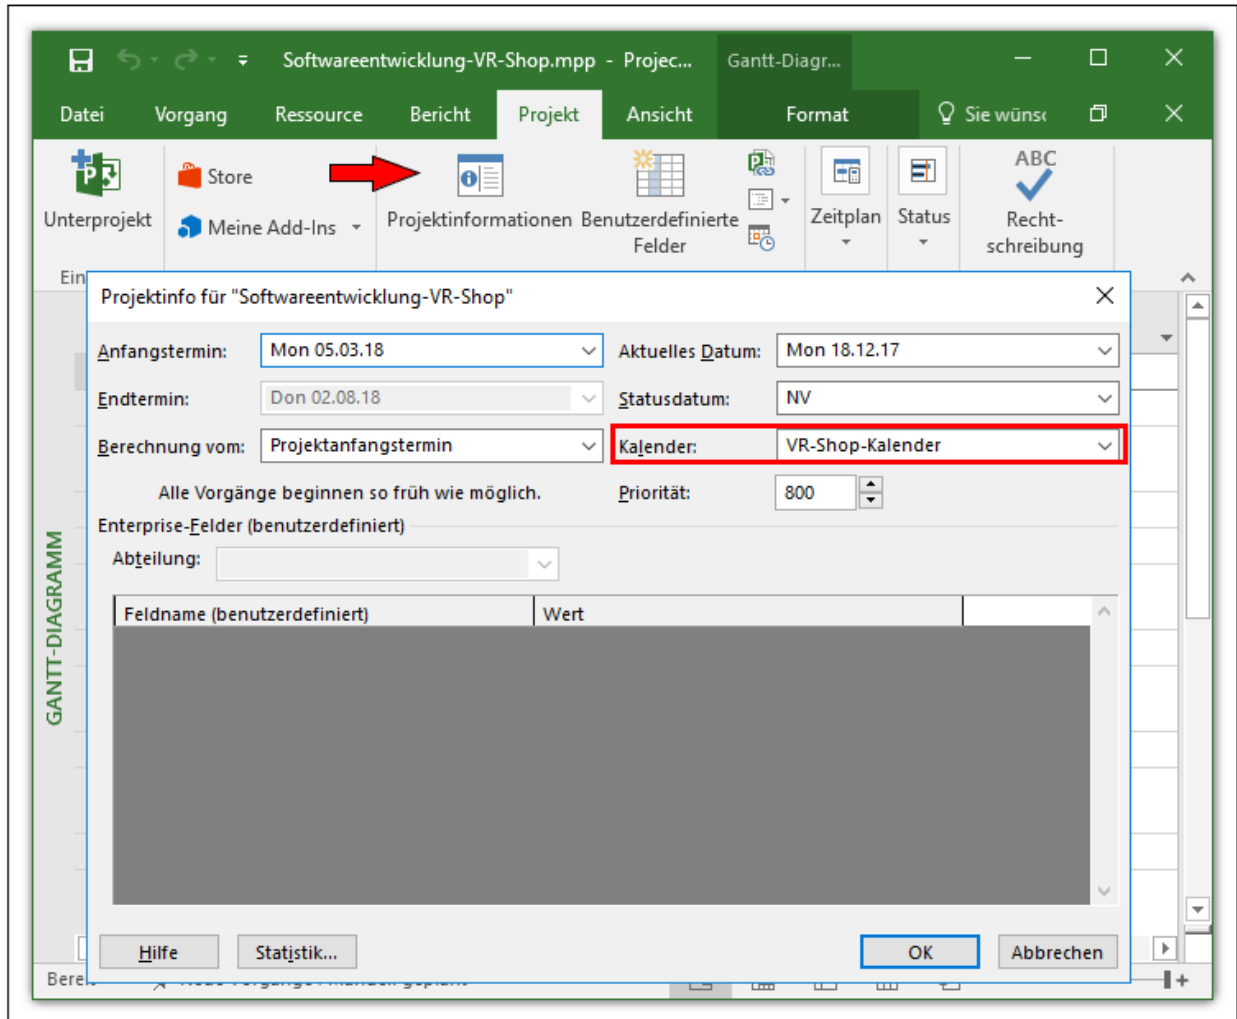 Softwareentwicklung-VR-Shop.mpp - Projec... Gantt-Diagr...
Datei Vorgang Ressource Bericht Projekt Ansicht Format Sie wüns
Unterprojekt
Store
Meine Add-Ins
Projektinformationen
Benutzerdefinierte
Felder
Zeitplan
Status
ABC
Recht-
schreibung
Ein
Projektinfo für "Softwareentwicklung-VR-Shop"
Anfangstermin: Mon 05.03.18 Aktuelles Datum: Mon 18.12.17
Endtermin: Don 02.08.18 Statusdatum: NV
Berechnung vom: Projektanfangstermin Kalender: VR-Shop-Kalender
Alle Vorgänge beginnen so früh wie möglich. Priorität: 800
Enterprise-Felder (benutzerdefiniert)
Abteilung:
Feldname (benutzerdefiniert) Wert
GANTT-DIAGRAMM
Hilfe Statistik... OK Abbrechen